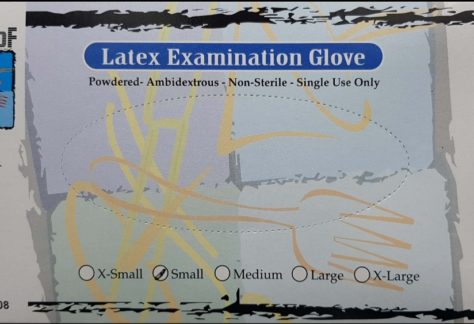 OF
Latex Examination Glove
Powdered- Ambidextrous - Non-Sterile - Single Use Only
X-Small Small Medium Large X-Large
08